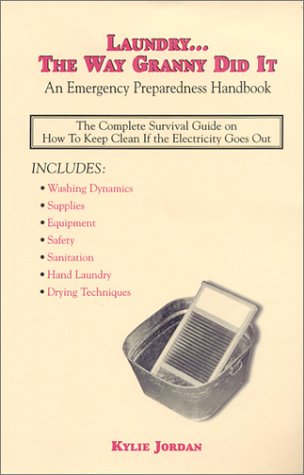 LAUNDRY...
THE WAY GRANNY DID IT
An Emergency Preparedness Handbook
The Complete Survival Guide on
How To Keep Clean If the Electricity Goes Out
INCLUDES:
• Washing Dynamics
• Supplies
• Equipment
• Safety
• Sanitation
• Hand Laundry
• Drying Techniques
KYLIE JORDAN